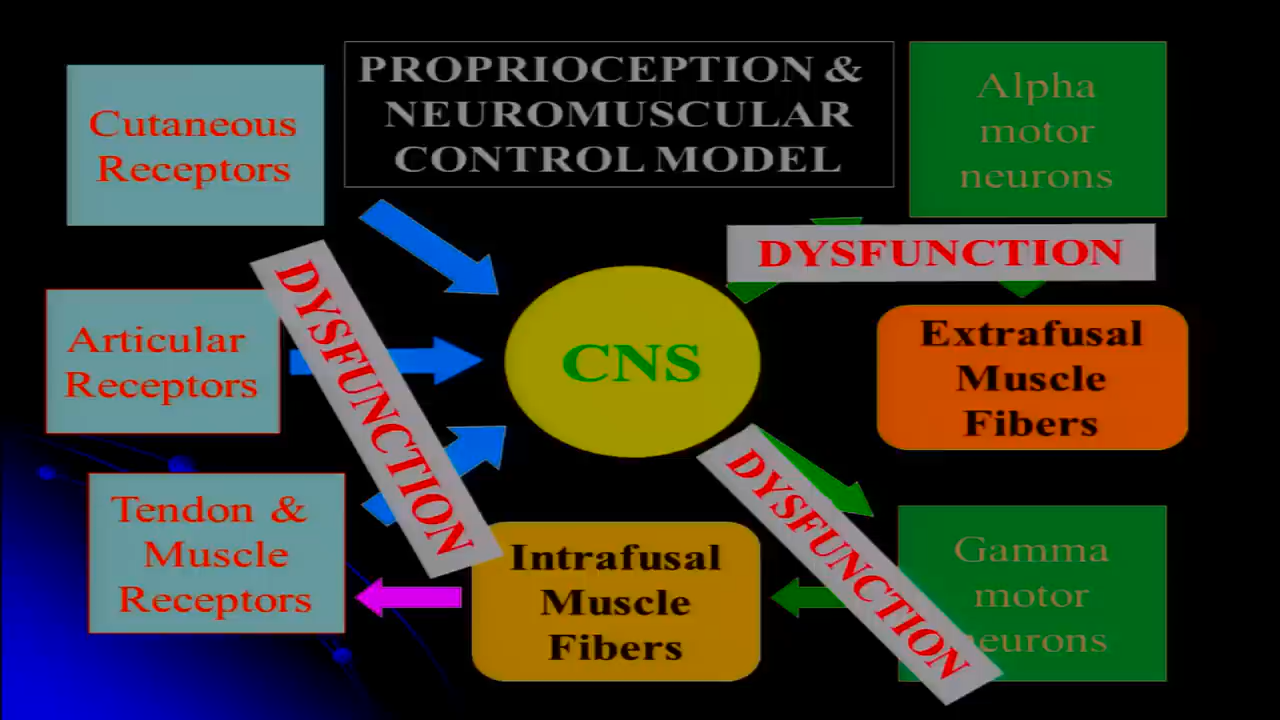 PROPRIOCEPTION &
NEUROMUSCULAR
CONTROL MODEL
Cutaneous
Receptors
Alpha
motor
neurons
DYSFUNCTION
DYSFUNCTION
Articular
Receptors
CNS
Extrafusal
Muscle
Fibers
Tendon &
Muscle
Receptors
Intrafusal
Muscle
Fibers
DYSFUNCTION
Gamma
motor
eurons